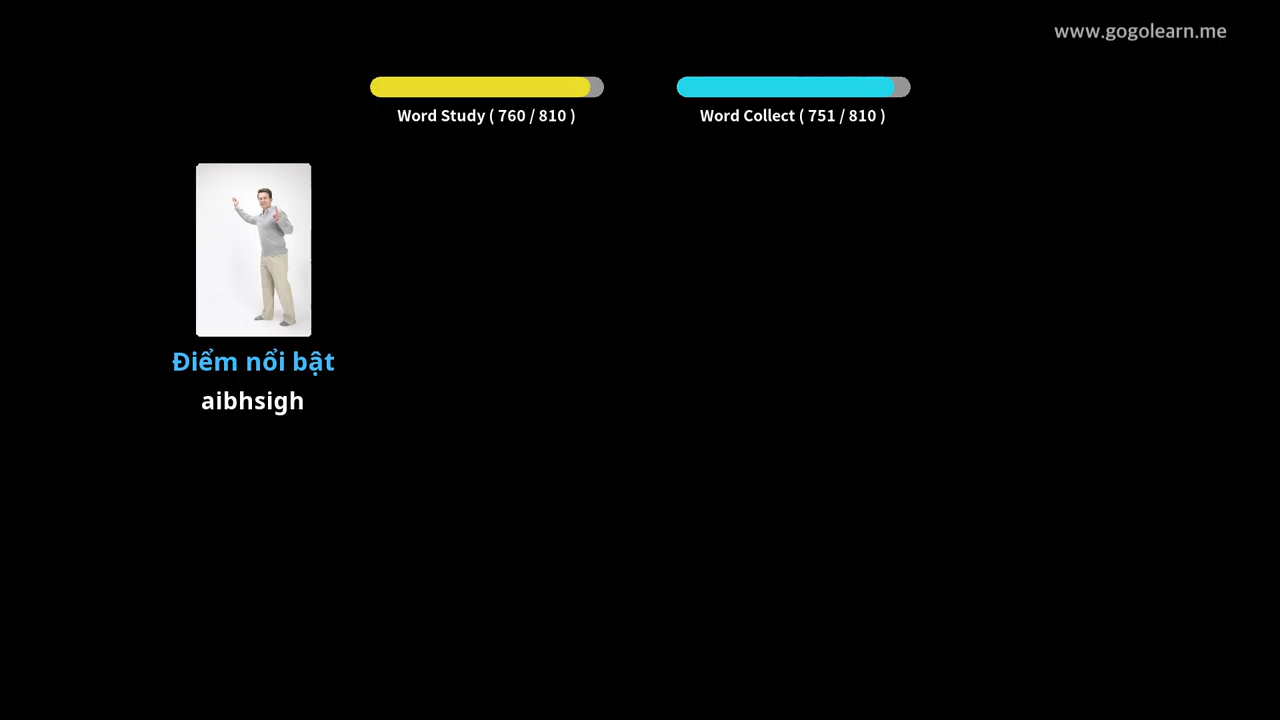 www.gogolearn.me
Word Study ( 760 / 810 )
Word Collect ( 751 / 810 )
Điểm nổi bật
aibhsigh